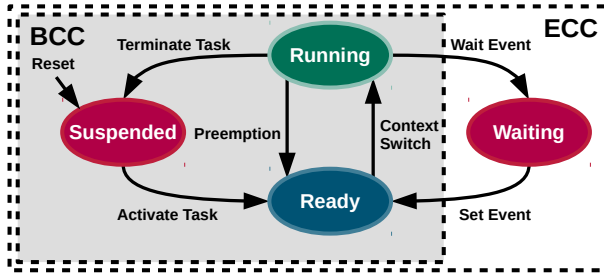 BCC
ECC
Terminate Task
Running
Wait Event
Reset
Suspended
Preemption
Context
Switch
Waiting
Activate Task
Ready
Set Event